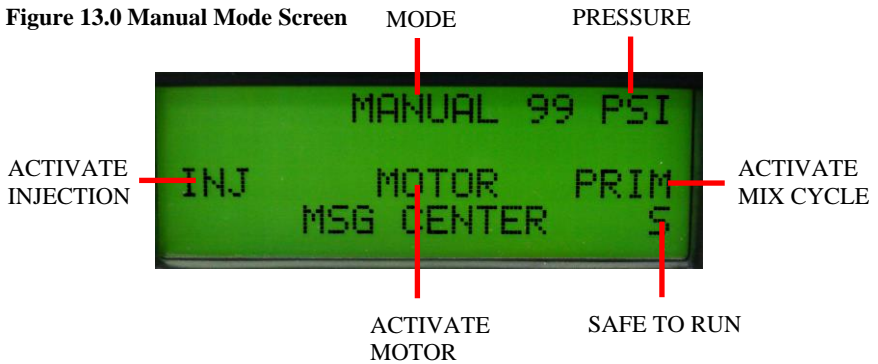 Figure 13.0 Manual Mode Screen
MODE
PRESSURE
MANUAL 99 PSI
ACTIVATE
INJECTION
INJ MOTOR PRIM
ACTIVATE
MIX CYCLE
MSG CENTER S
ACTIVATE
MOTOR
SAFE TO RUN